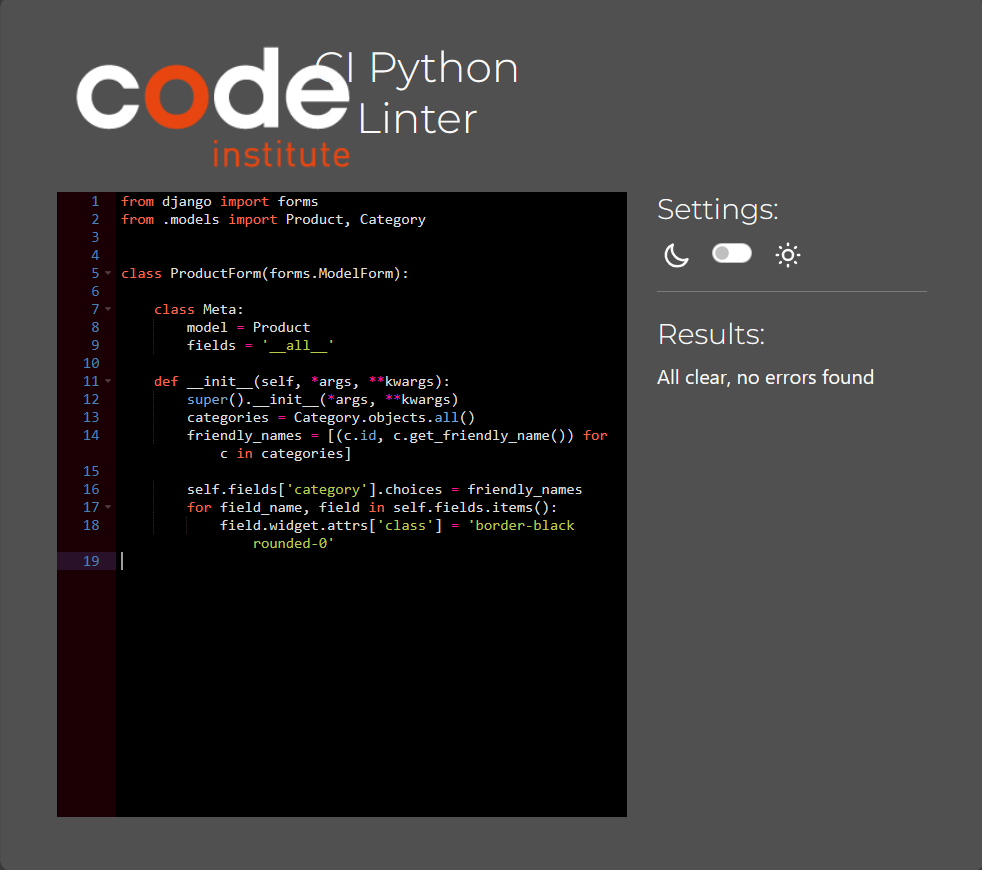 code
institute
CI Python
Linter
1 from django import forms
2 from .models import Product, Category
3
4
5 class ProductForm(forms.ModelForm):
6
7     class Meta:
8         model = Product
9         fields = '__all__'
10
11     def __init__(self, *args, **kwargs):
12         super().__init__(*args, **kwargs)
13         categories = Category.objects.all()
14         friendly_names = [(c.id, c.get_friendly_name()) for
            c in categories]
15
16         self.fields['category'].choices = friendly_names
17         for field_name, field in self.fields.items():
18             field.widget.attrs['class'] = 'border-black
                rounded-0'
19
Settings:
Results:
All clear, no errors found